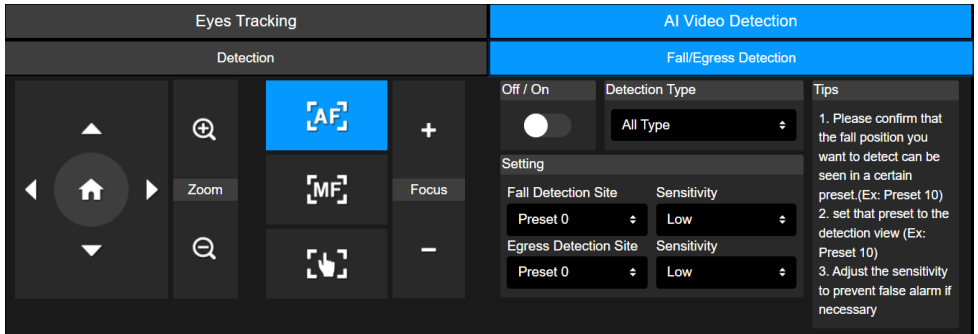 Eyes Tracking
AI Video Detection
Detection
Fall/Egress Detection
Zoom
AF
MF
Focus
Off / On
Detection Type
All Type
Setting
Fall Detection Site
Sensitivity
Preset 0
Low
Egress Detection Site
Sensitivity
Preset 0
Low
Tips
1. Please confirm that
the fall position you
want to detect can be
seen in a certain
preset.(Ex: Preset 10)
2. set that preset to the
detection view (Ex:
Preset 10)
3. Adjust the sensitivity
to prevent false alarm if
necessary